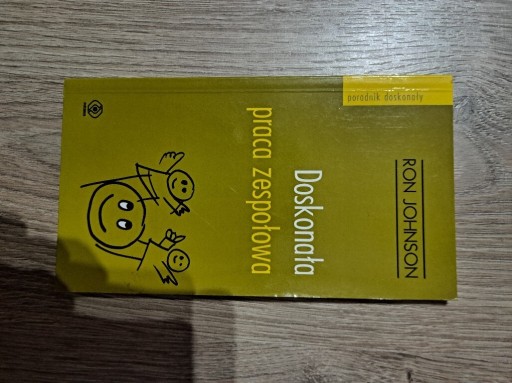 poradnik doskonały
RON JOHNSON
Doskonała
praca zespołowa